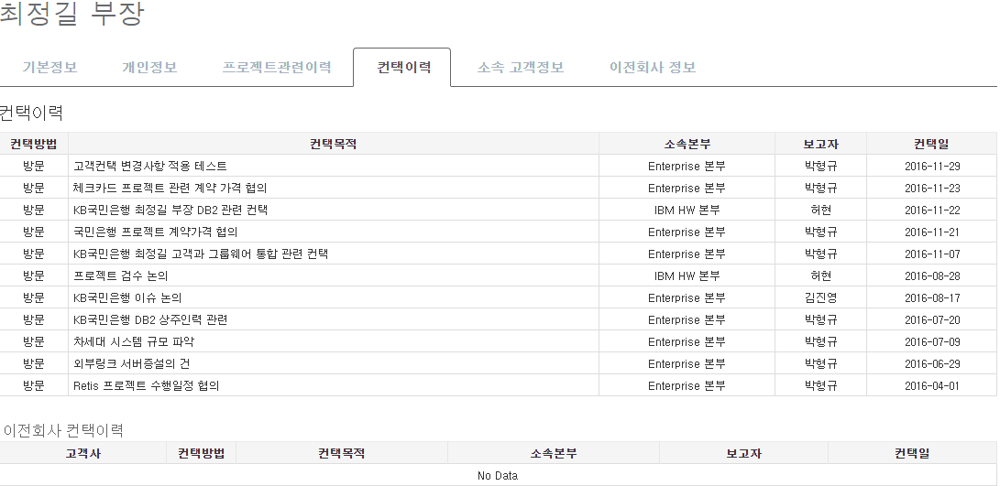 최정길 부장
기본정보 개인정보 프로젝트관련이력 컨택이력 소속 고객정보 이전회사 정보
컨택이력
컨택방법 컨택목적 소속본부 보고자 컨택일
방문 고객컨택 변경사항 적용 테스트 Enterprise 본부 박형규 2016-11-29
방문 체크카드 프로젝트 관련 계약 가격 협의 Enterprise 본부 박형규 2016-11-23
방문 KB국민은행 최정길 부장 DB2 관련 컨택 IBM HW 본부 허현 2016-11-22
방문 국민은행 프로젝트 계약가격 협의 Enterprise 본부 박형규 2016-11-21
방문 KB국민은행 최정길 고객과 그룹웨어 통합 관련 컨택 Enterprise 본부 박형규 2016-11-07
방문 프로젝트 검수 논의 IBM HW 본부 허현 2016-08-28
방문 KB국민은행 이슈 논의 Enterprise 본부 김진영 2016-08-17
방문 KB국민은행 DB2 상주인력 관련 Enterprise 본부 박형규 2016-07-20
방문 차세대 시스템 규모 파악 Enterprise 본부 박형규 2016-07-09
방문 외부링크 서버증설의 건 Enterprise 본부 박형규 2016-06-29
방문 Retis 프로젝트 수행일정 협의 Enterprise 본부 박형규 2016-04-01
이전회사 컨택이력
고객사 컨택방법 컨택목적 소속본부 보고자 컨택일
No Data